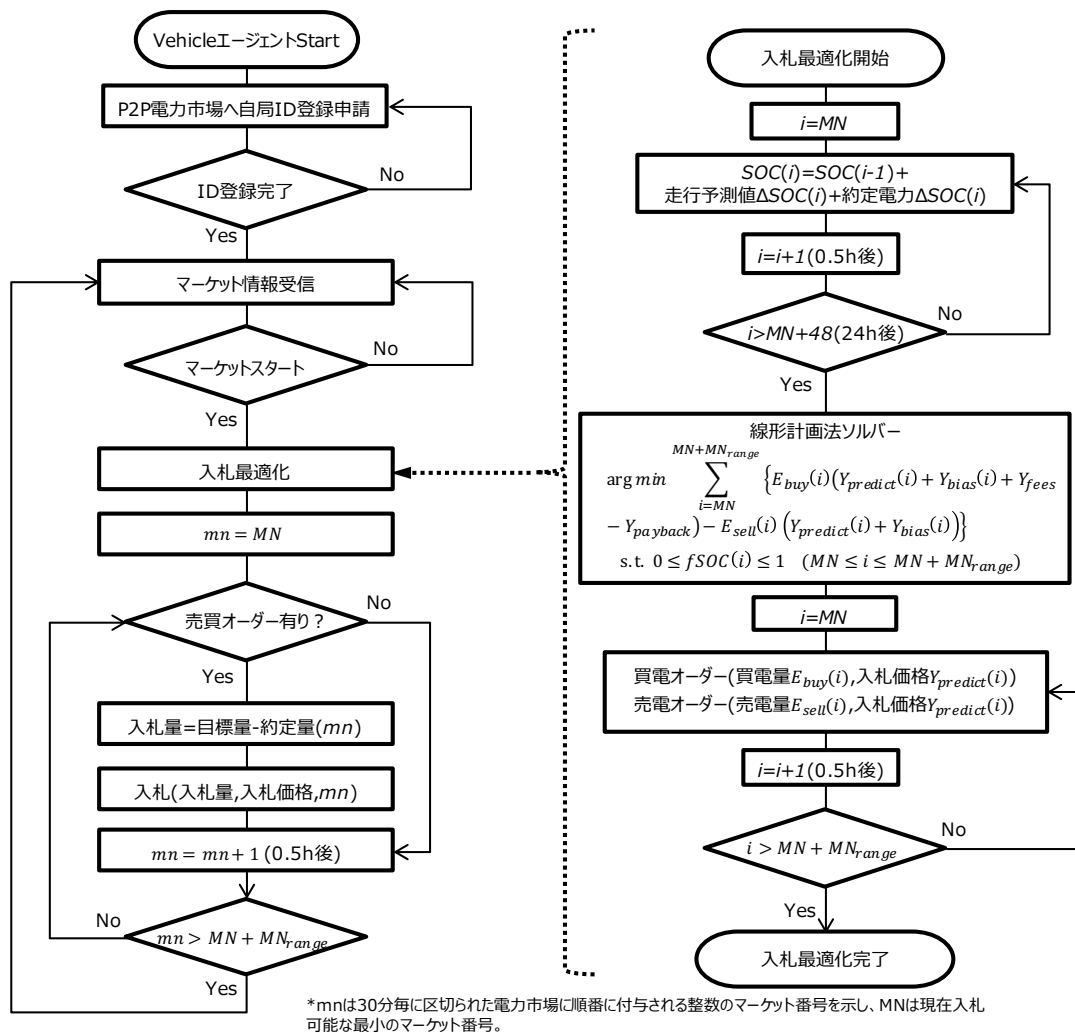 VehicleエージェントStart
P2P電力市場へ自局ID登録申請
ID登録完了
No
Yes
マーケット情報受信
マーケットスタート
No
Yes
入札最適化
mn = MN
売買オーダー有り？
No
Yes
入札量=目標量-約定量(mn)
入札(入札量,入札価格,mn)
mn = mn + 1 (0.5h後)
No
mn > MN + MN_range
Yes
入札最適化開始
i=MN
SOC(i)=SOC(i-1)+
走行予測値ΔSOC(i)+約定電力ΔSOC(i)
i=i+1(0.5h後)
i>MN+48(24h後)
No
Yes
線形計画法ソルバー
MN+MN_range
arg min ∑ {E_buy(i)(Y_predict(i) + Y_bias(i) + Y_fees
i=MN
− Y_payback) − E_sell(i) (Y_predict(i) + Y_bias(i))}
s.t. 0 ≤ fSOC(i) ≤ 1 (MN ≤ i ≤ MN + MN_range)
i=MN
買電オーダー(買電量E_buy(i),入札価格Y_predict(i))
売電オーダー(売電量E_sell(i),入札価格Y_predict(i))
i=i+1(0.5h後)
i > MN + MN_range
No
Yes
入札最適化完了
*mnは30分毎に区切られた電力市場に順番に付与される整数のマーケット番号を示し、MNは現在入札
可能な最小のマーケット番号。